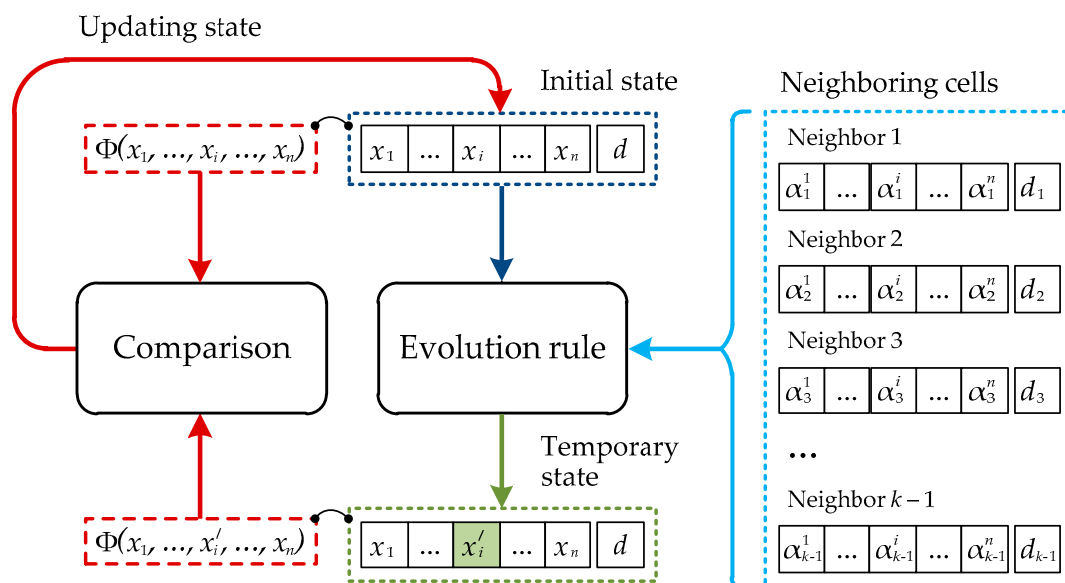 Updating state
Initial state
Neighboring cells
Φ(x₁, ..., xᵢ, ..., xₙ)
x₁ ... xᵢ ... xₙ d
Neighbor 1
α₁¹ ... α₁ⁱ ... α₁ⁿ d₁
Neighbor 2
α₂¹ ... α₂ⁱ ... α₂ⁿ d₂
Comparison
Evolution rule
Neighbor 3
α₃¹ ... α₃ⁱ ... α₃ⁿ d₃
...
Temporary
state
Neighbor k – 1
Φ(x₁, ..., xᵢ′, ..., xₙ)
x₁ ... xᵢ′ ... xₙ d
αₖ₋₁¹ ... αₖ₋₁ⁱ ... αₖ₋₁ⁿ dₖ₋₁